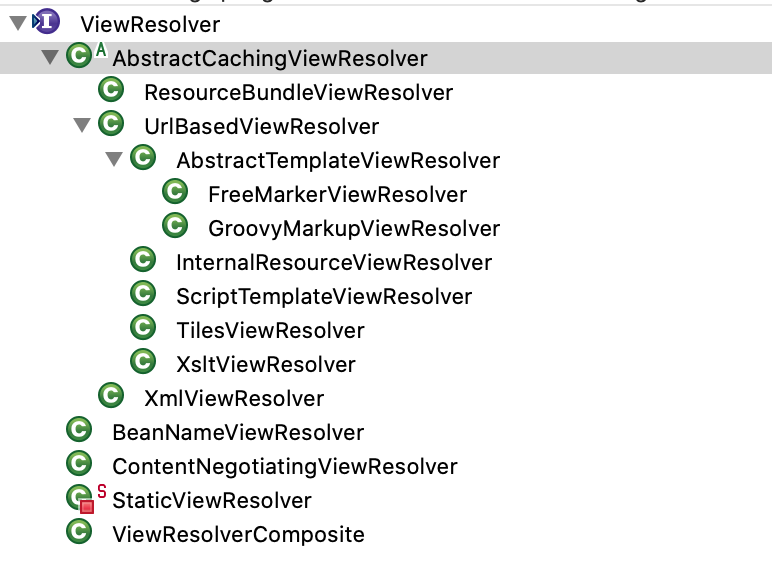 ViewResolver
AbstractCachingViewResolver
ResourceBundleViewResolver
UrlBasedViewResolver
AbstractTemplateViewResolver
FreeMarkerViewResolver
GroovyMarkupViewResolver
InternalResourceViewResolver
ScriptTemplateViewResolver
TilesViewResolver
XsltViewResolver
XmlViewResolver
BeanNameViewResolver
ContentNegotiatingViewResolver
StaticViewResolver
ViewResolverComposite